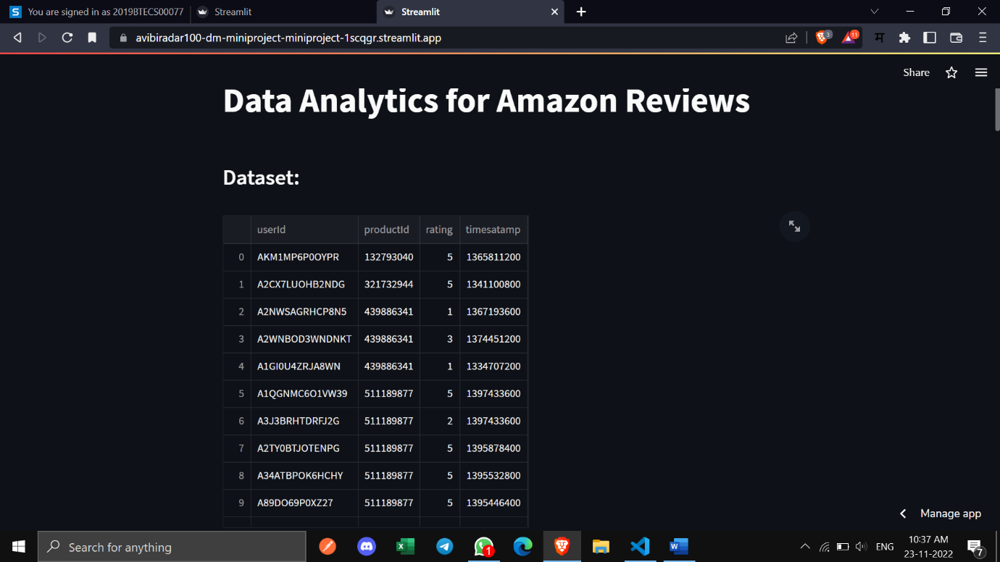 S You are signed in as 2019BTECS00077 Streamlit Streamlit
avibiradar100-dm-miniproject-miniproject-1scqgr.streamlit.app 3 11 म
Share
Data Analytics for Amazon Reviews
Dataset:
userId productId rating timesatamp
0 AKM1MP6P0OYPR 132793040 5 1365811200
1 A2CX7LUOHB2NDG 321732944 5 1341100800
2 A2NWSAGRHCP8N5 439886341 1 1367193600
3 A2WNBOD3WNDNKT 439886341 3 1374451200
4 A1GI0U4ZRJA8WN 439886341 1 1334707200
5 A1QGNMC6O1VW39 511189877 5 1397433600
6 A3J3BRHTDRFJ2G 511189877 2 1397433600
7 A2TY0BTJOTENPG 511189877 5 1395878400
8 A34ATBPOK6HCHY 511189877 5 1395532800
9 A89DO69P0XZ27 511189877 5 1395446400
Manage app
Search for anything 1 ENG 10:37 AM
23-11-2022 7